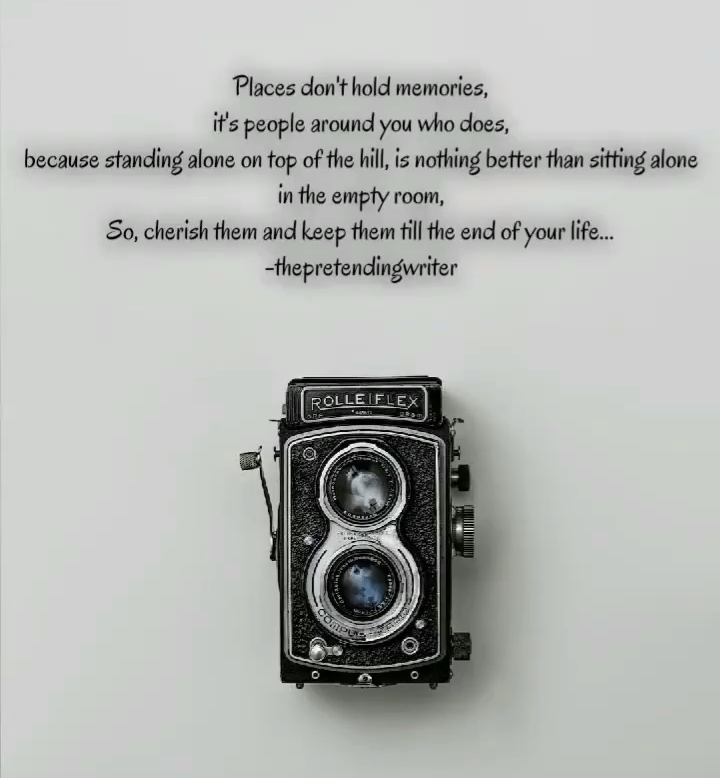 Places don't hold memories,
it's people around you who does,
because standing alone on top of the hill, is nothing better than sitting alone
in the empty room,
So, cherish them and keep them till the end of your life...
-thepretendingwriter
ROLLEIFLEX